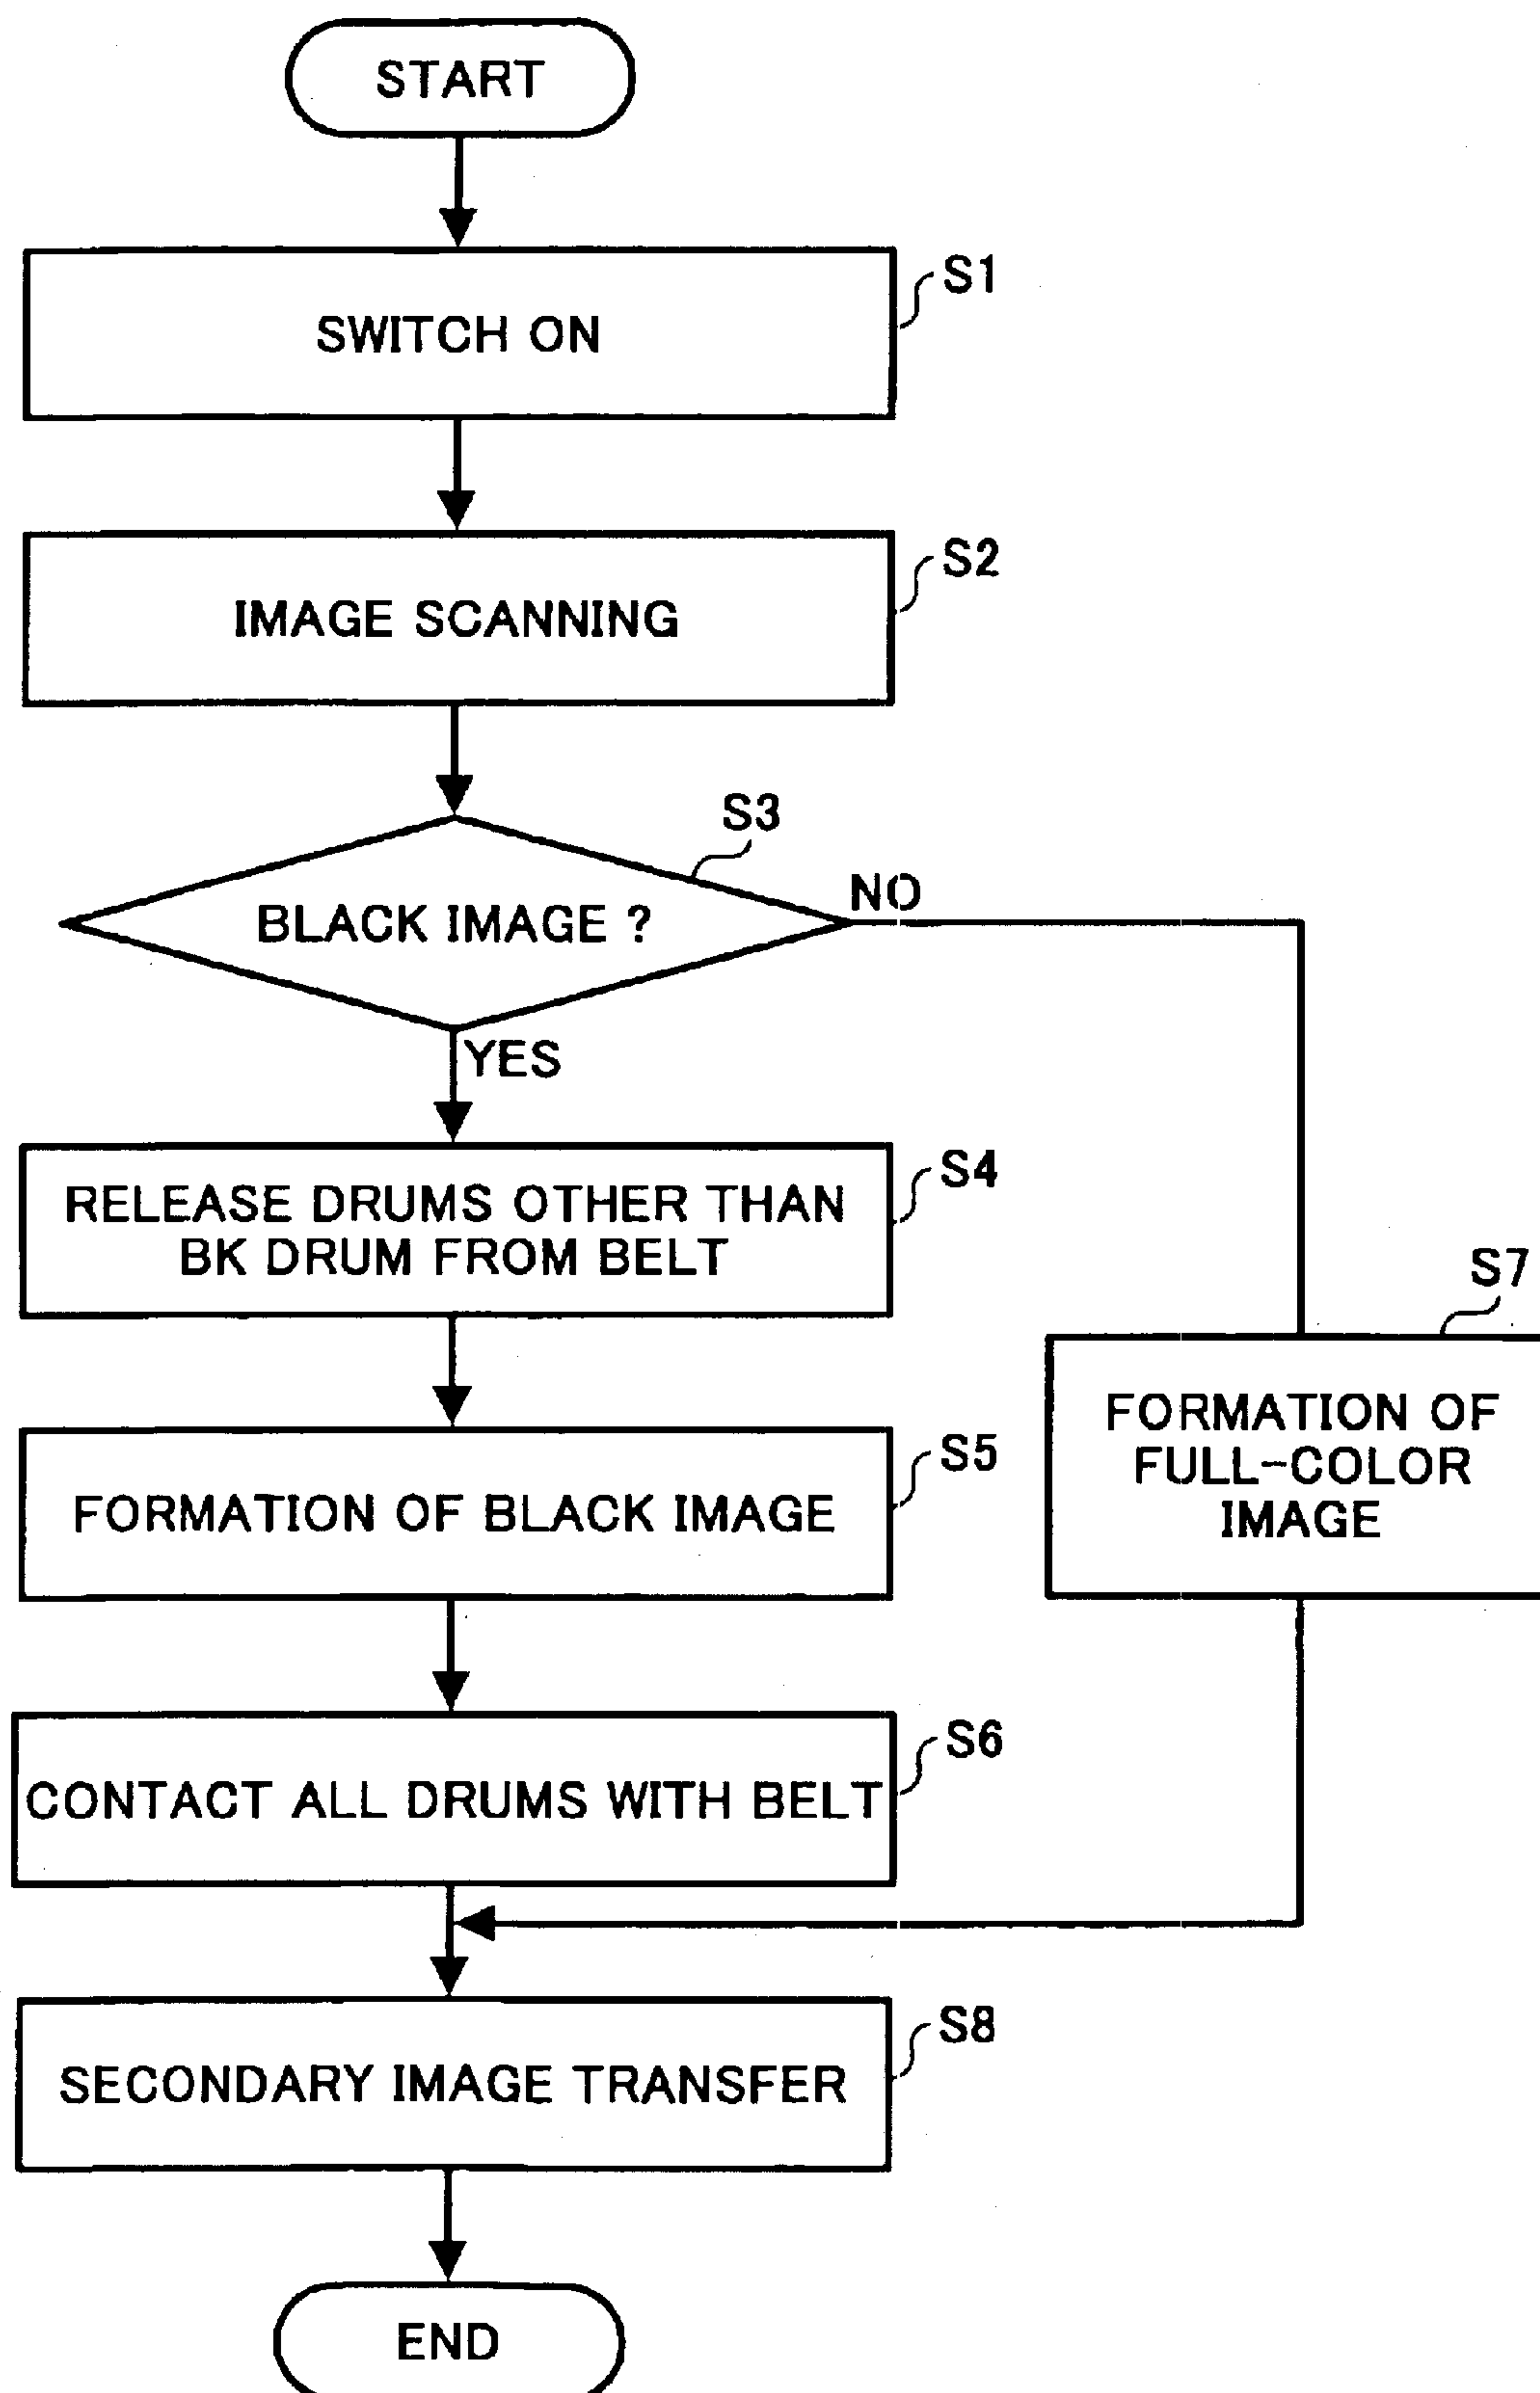 START
S1
SWITCH ON
S2
IMAGE SCANNING
S3
BLACK IMAGE ?
NO
YES
S4
RELEASE DRUMS OTHER THAN
BK DRUM FROM BELT
S5
FORMATION OF BLACK IMAGE
S7
FORMATION OF
FULL-COLOR
IMAGE
S6
CONTACT ALL DRUMS WITH BELT
S8
SECONDARY IMAGE TRANSFER
END